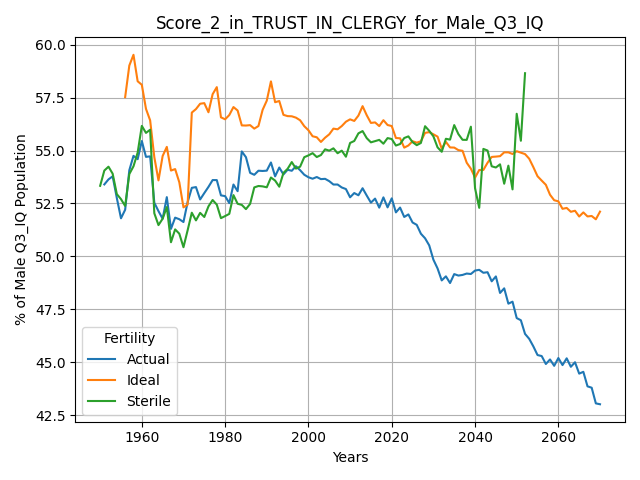 Score_2_in_TRUST_IN_CLERGY_for_Male_Q3_IQ
% of Male Q3_IQ Population
60.0
57.5
55.0
52.5
50.0
47.5
45.0
42.5
Fertility
Actual
Ideal
Sterile
1960
1980
2000
2020
2040
2060
Years